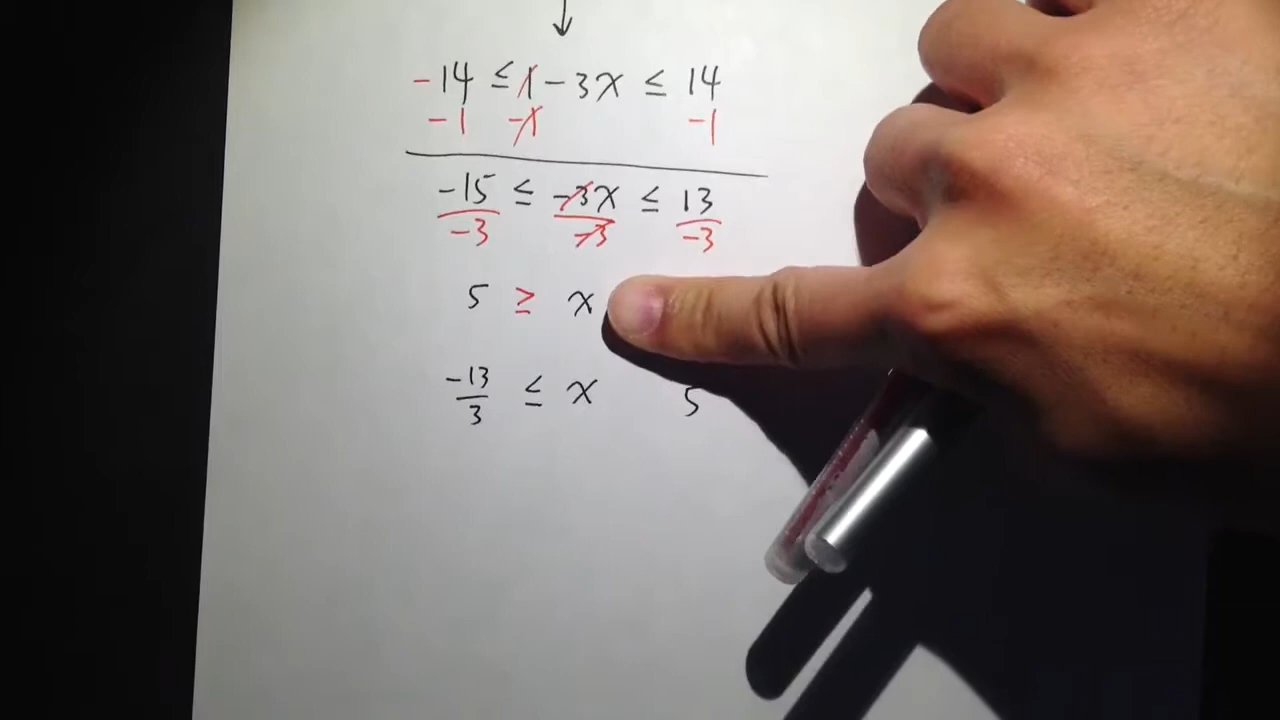 -14 ≤ 1 - 3x ≤ 14
-1 -1 -1
-15 ≤ -3x ≤ 13
-3 -3 -3
5 ≥ x
-13/3 ≤ x 5